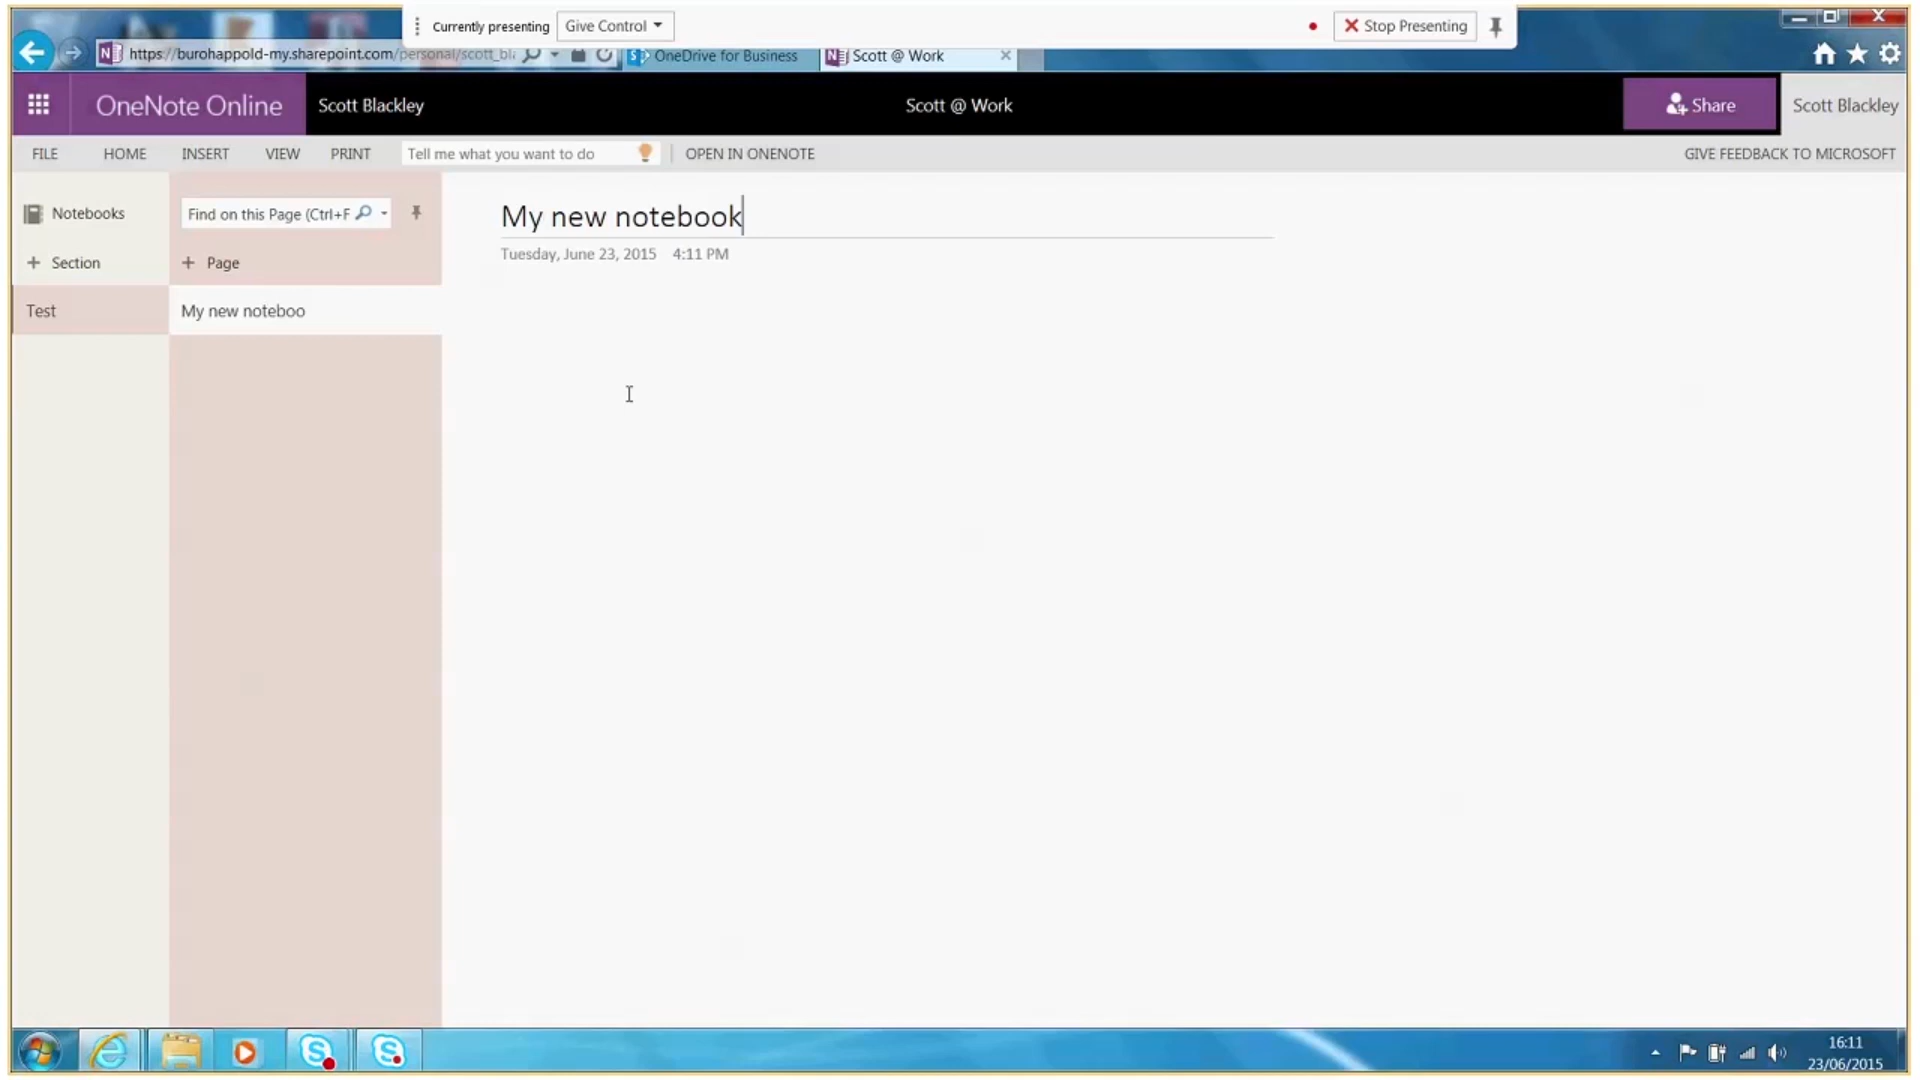 Currently presenting Give Control Stop Presenting
https://burohappold-my.sharepoint.com/personal/scott_bl OneDrive for Business Scott @ Work
OneNote Online Scott Blackley Scott @ Work Share Scott Blackley
FILE HOME INSERT VIEW PRINT Tell me what you want to do OPEN IN ONENOTE GIVE FEEDBACK TO MICROSOFT
Notebooks Find on this Page (Ctrl+F My new notebook
Tuesday, June 23, 2015 4:11 PM
+ Section + Page
Test My new noteboo
16:11
23/06/2015